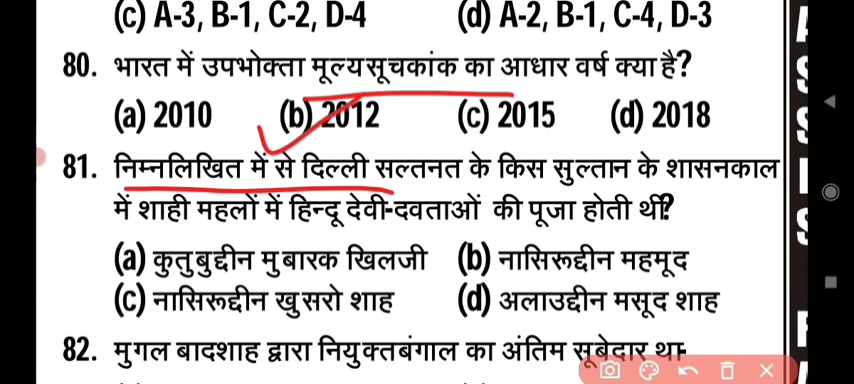 (c) A-3, B-1, C-2, D-4 (d) A-2, B-1, C-4, D-3
80. भारत में उपभोक्ता मूल्यसूचकांक का आधार वर्ष क्या है?
(a) 2010 (b) 2012 (c) 2015 (d) 2018
81. निम्नलिखित में से दिल्ली सल्तनत के किस सुल्तान के शासनकाल
में शाही महलों में हिन्दू देवी-दवताओं की पूजा होती थीं?
(a) कुतुबुद्दीन मुबारक खिलजी (b) नासिरूद्दीन महमूद
(c) नासिरूद्दीन खुसरो शाह (d) अलाउद्दीन मसूद शाह
82. मुगल बादशाह द्वारा नियुक्तबंगाल का अंतिम सूबेदार था-